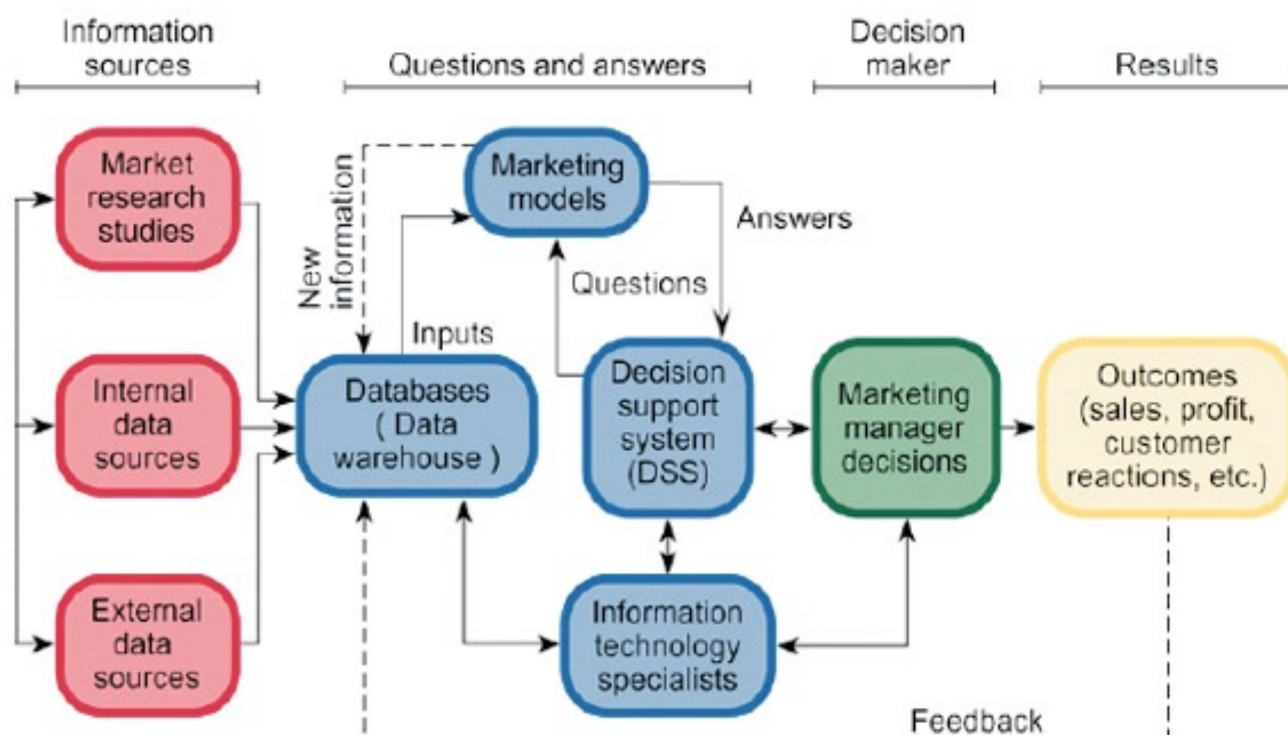 Information
sources
Questions and answers
Decision
maker
Results
Market
research
studies
Internal
data
sources
External
data
sources
New
information
Inputs
Databases
( Data
warehouse )
Marketing
models
Questions
Answers
Decision
support
system
(DSS)
Information
technology
specialists
Marketing
manager
decisions
Outcomes
(sales, profit,
customer
reactions, etc.)
Feedback